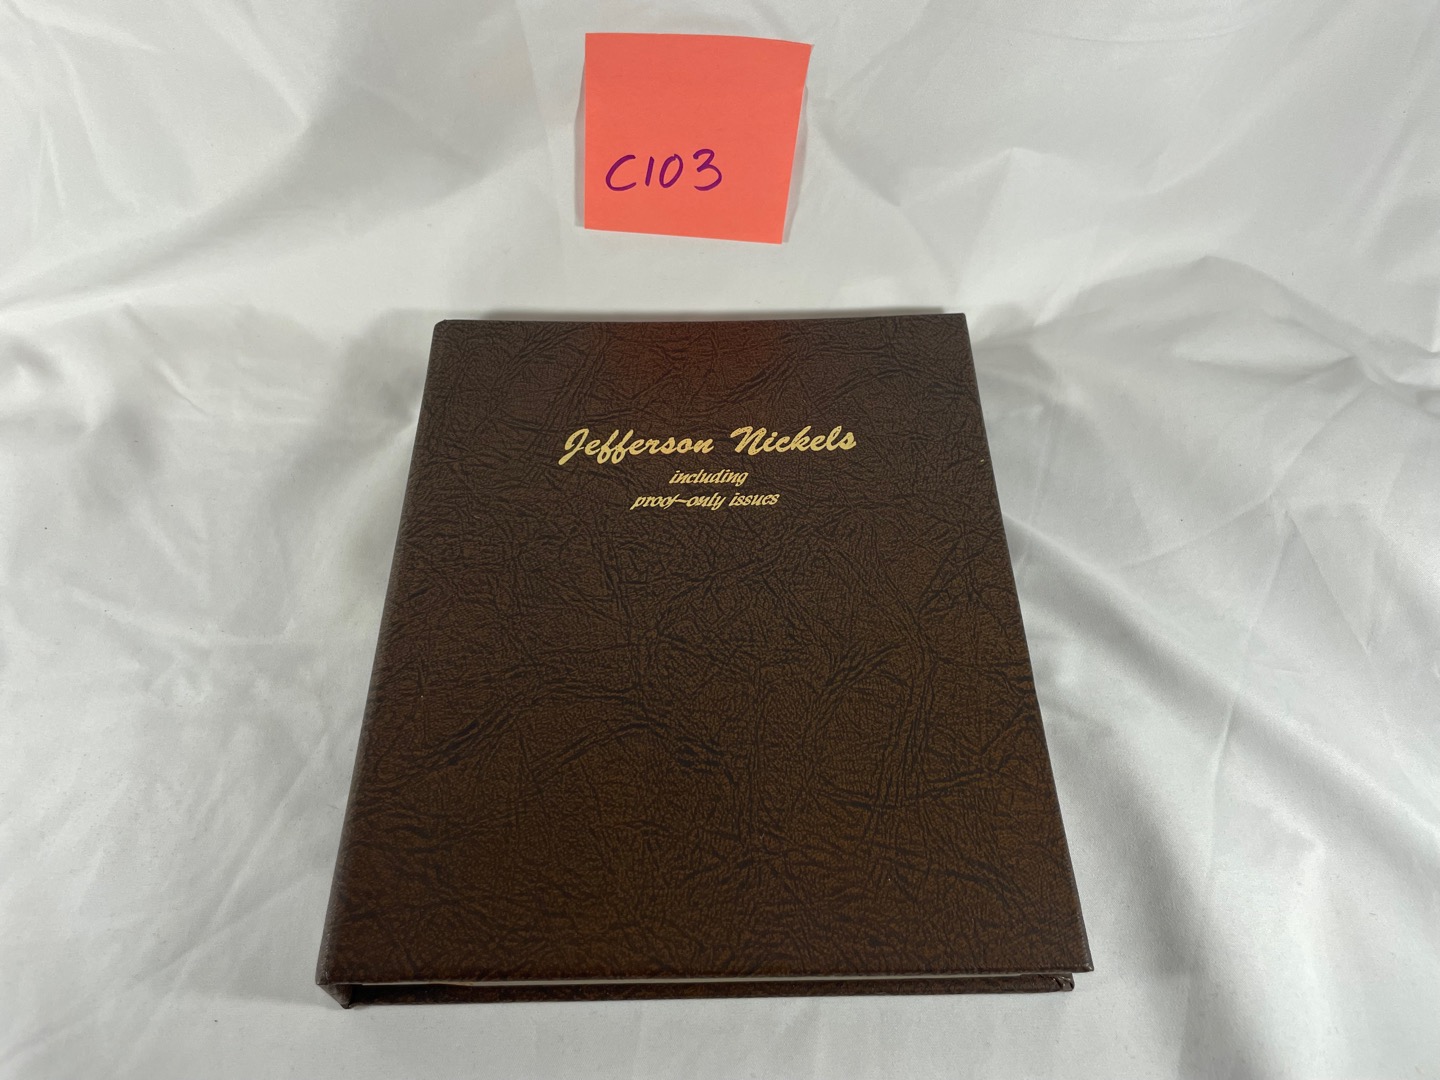 C103
Jefferson Nickels
including
proof-only issues